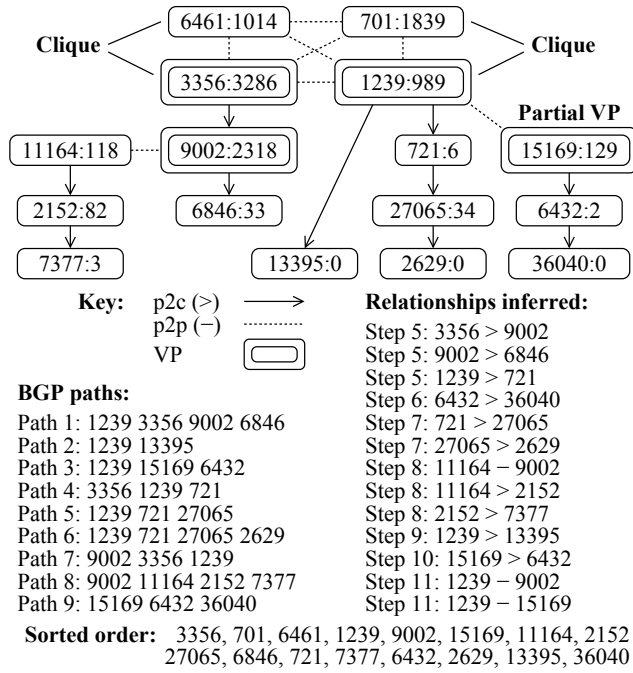 6461:1014 701:1839
Clique Clique
3356:3286 1239:989
Partial VP
11164:118 9002:2318 721:6 15169:129
2152:82 6846:33 27065:34 6432:2
7377:3 13395:0 2629:0 36040:0
Key: p2c (>)
p2p (−)
VP
BGP paths:
Path 1: 1239 3356 9002 6846
Path 2: 1239 13395
Path 3: 1239 15169 6432
Path 4: 3356 1239 721
Path 5: 1239 721 27065
Path 6: 1239 721 27065 2629
Path 7: 9002 3356 1239
Path 8: 9002 11164 2152 7377
Path 9: 15169 6432 36040
Relationships inferred:
Step 5: 3356 > 9002
Step 5: 9002 > 6846
Step 5: 1239 > 721
Step 6: 6432 > 36040
Step 7: 721 > 27065
Step 7: 27065 > 2629
Step 8: 11164 − 9002
Step 8: 11164 > 2152
Step 8: 2152 > 7377
Step 9: 1239 > 13395
Step 10: 15169 > 6432
Step 11: 1239 − 9002
Step 11: 1239 − 15169
Sorted order: 3356, 701, 6461, 1239, 9002, 15169, 11164, 2152
27065, 6846, 721, 7377, 6432, 2629, 13395, 36040